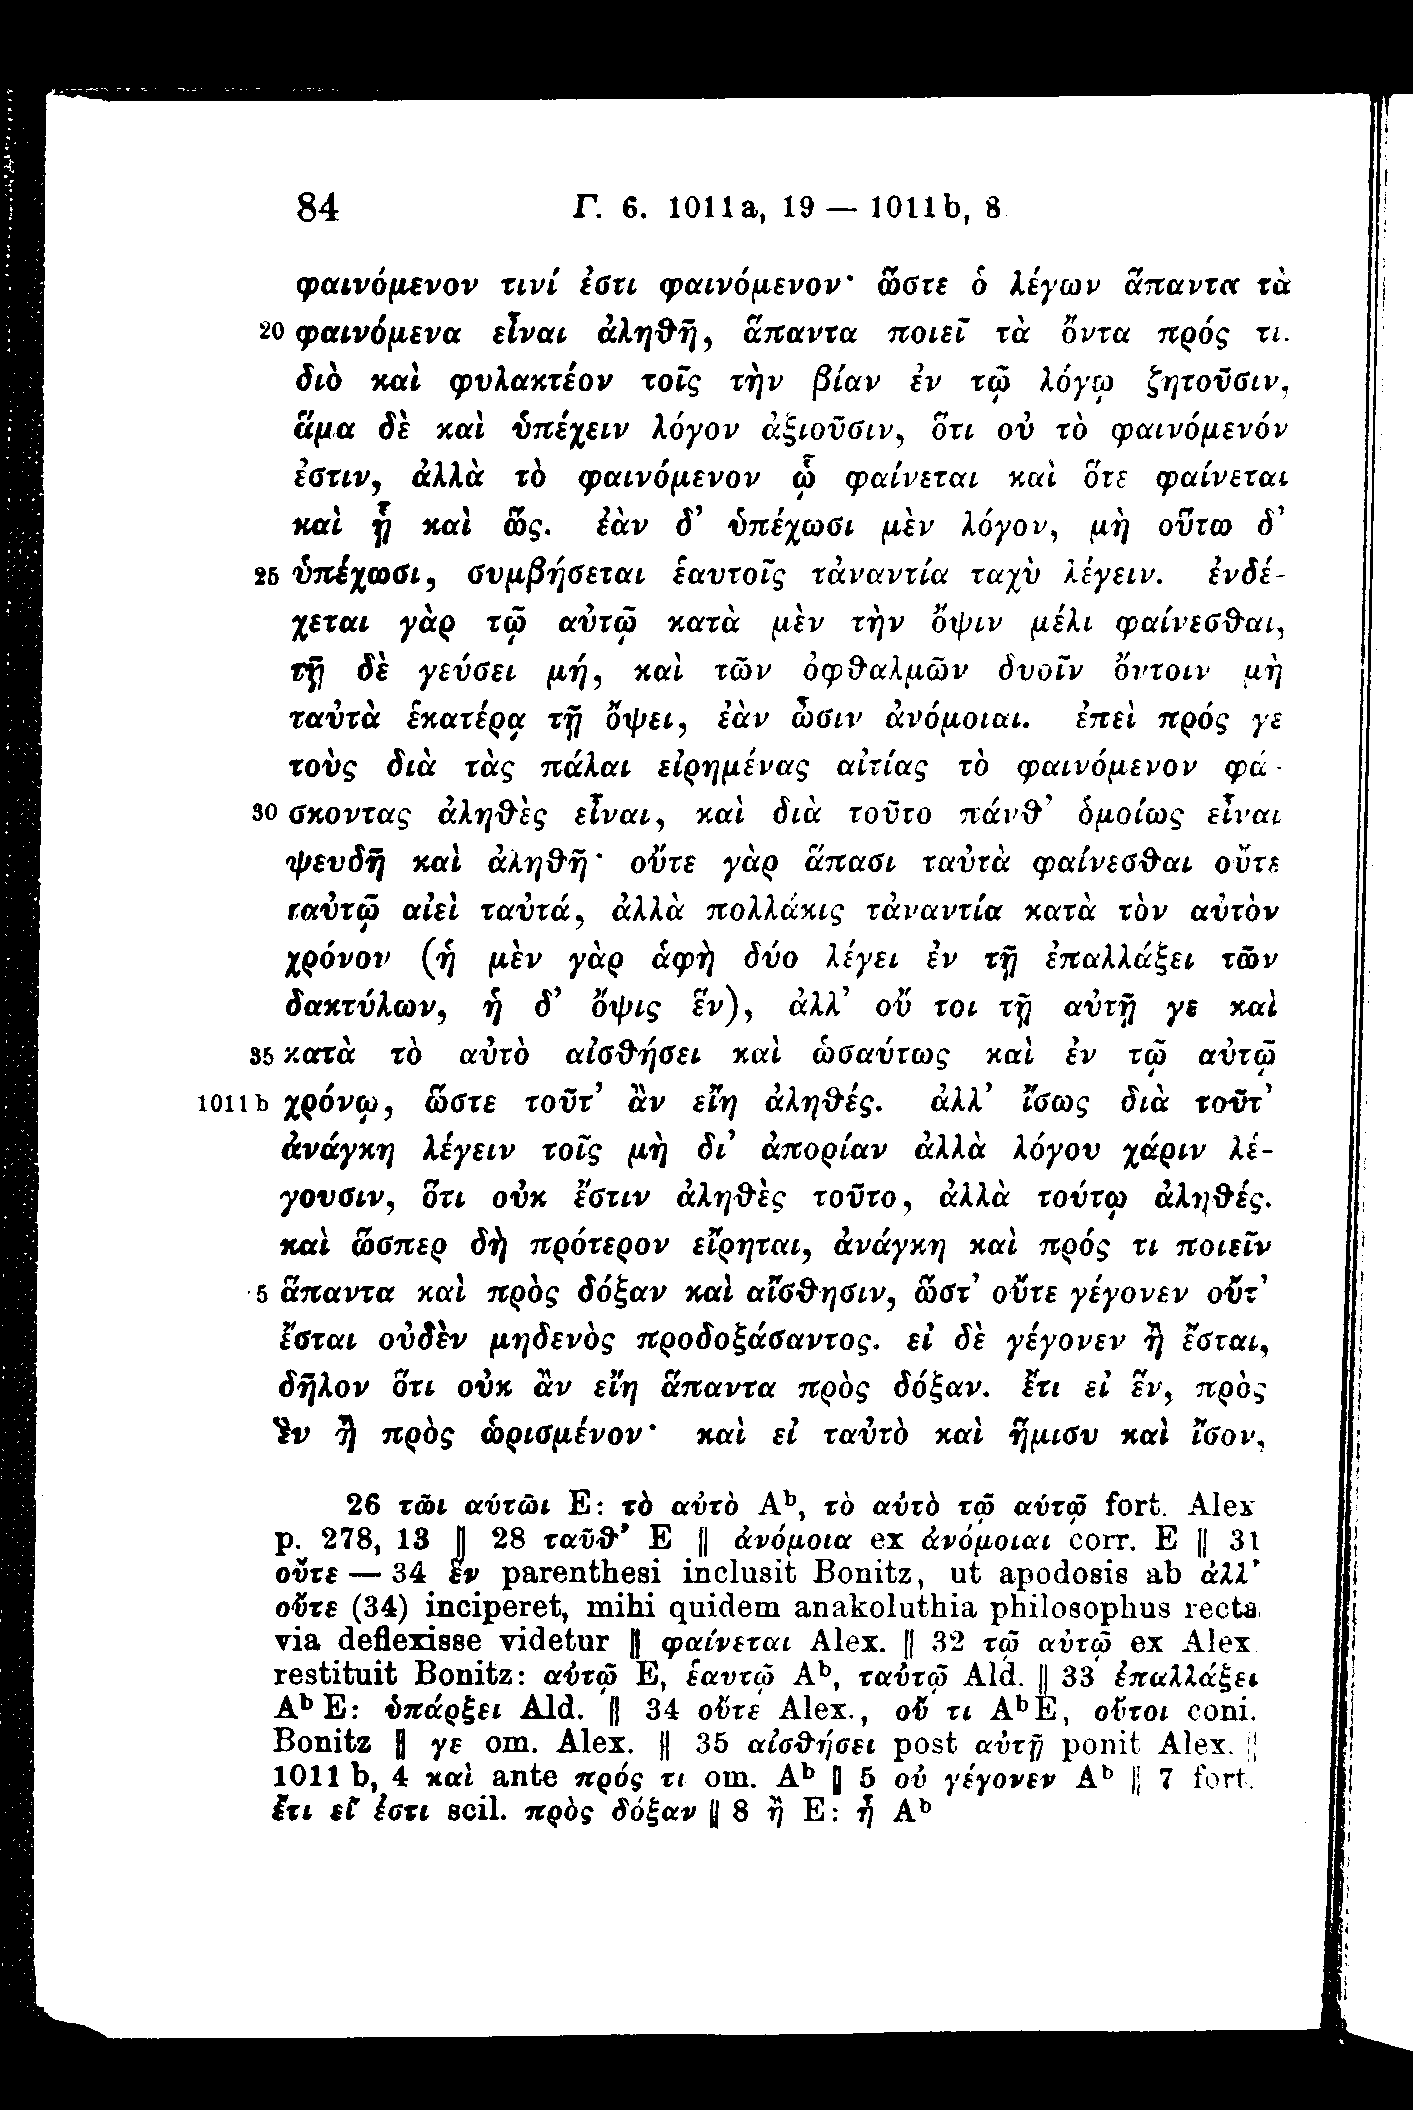 84 Γ. 6. 1011a, 19 — 1011b, 8
φαινόμενον τινί ἐστι φαινόμενον· ὥστε ὁ λέγων ἅπαντα τὰ
20 φαινόμενα εἶναι ἀληθῆ, ἅπαντα ποιεῖ τὰ ὄντα πρός τι.
διὸ καὶ φυλακτέον τοῖς τὴν βίαν ἐν τῷ λόγῳ ζητοῦσιν,
ἅμα δὲ καὶ ὑπέχειν λόγον ἀξιοῦσιν, ὅτι οὐ τὸ φαινόμενόν
ἐστιν, ἀλλὰ τὸ φαινόμενον ᾧ φαίνεται καὶ ὅτε φαίνεται
καὶ ᾗ καὶ ὥς. ἐὰν δ’ ὑπέχωσι μὲν λόγον, μὴ οὕτω δ’
25 ὑπέχωσι, συμβήσεται ἑαυτοῖς τἀναντία ταχὺ λέγειν. ἐνδέ-
χεται γὰρ τῷ αὐτῷ κατὰ μὲν τὴν ὄψιν μέλι φαίνεσθαι,
τῇ δὲ γεύσει μή, καὶ τῶν ὀφθαλμῶν δυοῖν ὄντοιν μὴ
ταὐτὰ ἑκατέρᾳ τῇ ὄψει, ἐὰν ὦσιν ἀνόμοιαι. ἐπεὶ πρός γε
τοὺς διὰ τὰς πάλαι εἰρημένας αἰτίας τὸ φαινόμενον φά-
30 σκοντας ἀληθὲς εἶναι, καὶ διὰ τοῦτο πάνθ’ ὁμοίως εἶναι
ψευδῆ καὶ ἀληθῆ· οὔτε γὰρ ἅπασι ταὐτὰ φαίνεσθαι οὔτε
ταὐτῷ αἰεὶ ταὐτά, ἀλλὰ πολλάκις τἀναντία κατὰ τὸν αὐτὸν
χρόνον (ἡ μὲν γὰρ ἁφὴ δύο λέγει ἐν τῇ ἐπαλλάξει τῶν
δακτύλων, ἡ δ’ ὄψις ἕν), ἀλλ’ οὔ τοι τῇ αὐτῇ γε καὶ
35 κατὰ τὸ αὐτὸ αἰσθήσει καὶ ὡσαύτως καὶ ἐν τῷ αὐτῷ
1011 b χρόνῳ, ὥστε τοῦτ’ ἂν εἴη ἀληθές. ἀλλ’ ἴσως διὰ τοῦτ’
ἀνάγκη λέγειν τοῖς μὴ δι’ ἀπορίαν ἀλλὰ λόγου χάριν λέ-
γουσιν, ὅτι οὐκ ἔστιν ἀληθὲς τοῦτο, ἀλλὰ τούτῳ ἀληθές.
καὶ ὥσπερ δὴ πρότερον εἴρηται, ἀνάγκη καὶ πρός τι ποιεῖν
5 ἅπαντα καὶ πρὸς δόξαν καὶ αἴσθησιν, ὥστ’ οὔτε γέγονεν οὔτ’
ἔσται οὐδὲν μηδενὸς προδοξάσαντος. εἰ δὲ γέγονεν ἢ ἔσται,
δῆλον ὅτι οὐκ ἂν εἴη ἅπαντα πρὸς δόξαν. ἔτι εἰ ἕν, πρὸς
ἓν ἢ πρὸς ὡρισμένον· καὶ εἰ ταὐτὸ καὶ ἥμισυ καὶ ἴσον,
26 τῶι αὐτῶι E: τὸ αὐτὸ Aᵇ, τὸ αὐτὸ τῷ αὐτῷ fort. Alex
p. 278, 13 ‖ 28 ταῦθ’ E ‖ ἀνόμοια ex ἀνόμοιαι corr. E ‖ 31
οὔτε — 34 ἕν parenthesi inclusit Bonitz, ut apodosis ab ἀλλ’
οὔτε (34) inciperet, mihi quidem anakoluthia philosophus recta
via deflexisse videtur ‖ φαίνεται Alex. ‖ 32 τῷ αὐτῷ ex Alex
restituit Bonitz: αὐτῷ E, ἑαυτῷ Aᵇ, ταὐτῷ Ald. ‖ 33 ἐπαλλάξει
Aᵇ E: ὑπάρξει Ald. ‖ 34 οὔτε Alex., οὔ τι Aᵇ E, οὔτοι coni.
Bonitz ‖ γε om. Alex. ‖ 35 αἰσθήσει post αὐτῇ ponit Alex. ‖
1011 b, 4 καὶ ante πρός τι om. Aᵇ ‖ 5 οὐ γέγονεν Aᵇ ‖ 7 fort.
ἔτι εἴ ἐστι scil. πρὸς δόξαν ‖ 8 ἢ E: ᾖ Aᵇ